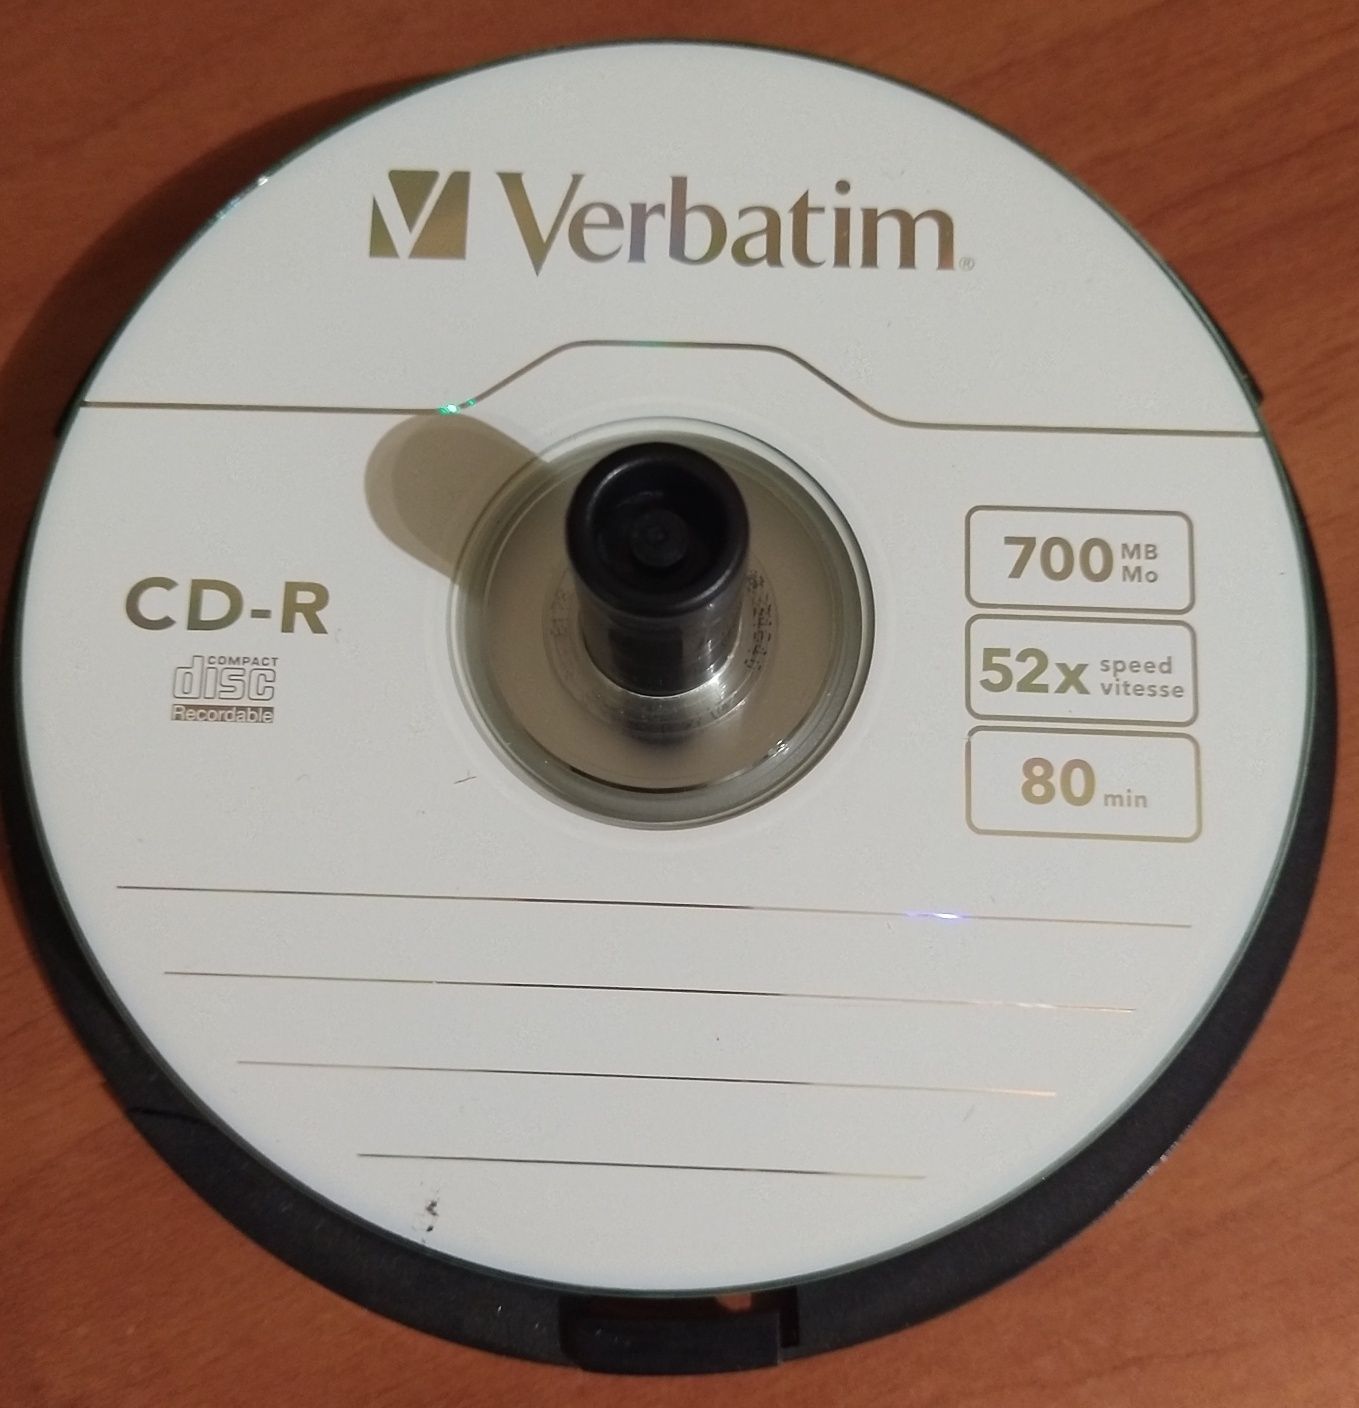 Verbatim®
700 MB
Mo
52x speed
vitesse
80 min
CD-R
COMPACT
disc
Recordable